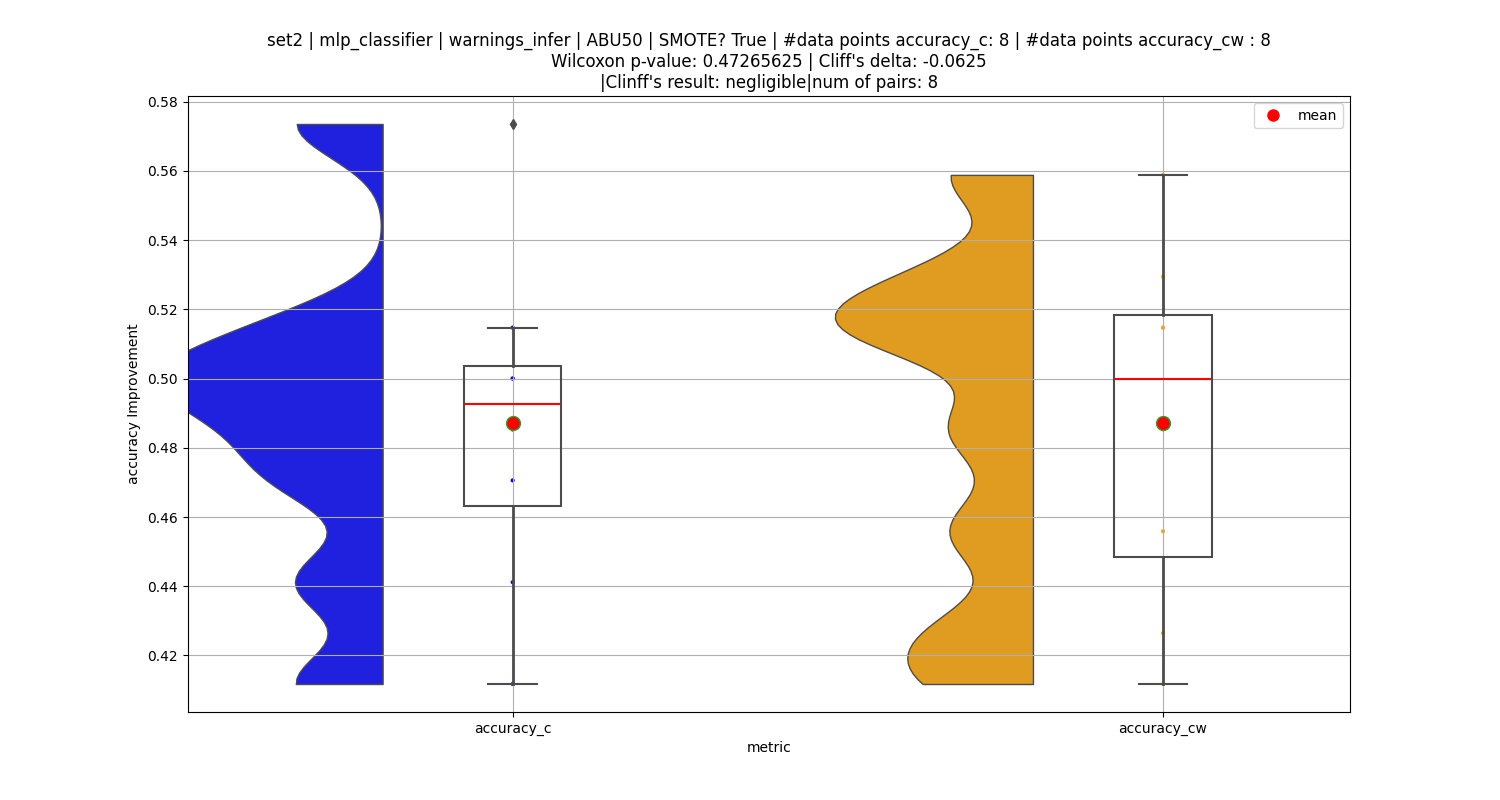 set2 | mlp_classifier | warnings_infer | ABU50 | SMOTE? True | #data points accuracy_c: 8 | #data points accuracy_cw : 8
Wilcoxon p-value: 0.47265625 | Cliff's delta: -0.0625
|Clinff's result: negligible|num of pairs: 8
mean
0.58
0.56
0.54
0.52
0.50
0.48
0.46
0.44
0.42
accuracy Improvement
accuracy_c
accuracy_cw
metric